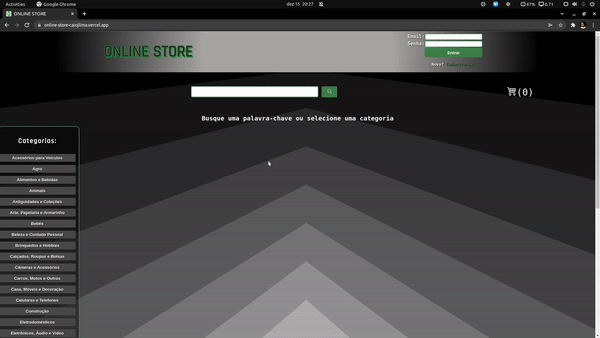 Activities
Google Chrome
dez 15 20:27
47%
0.71
ONLINE STORE
online-store-caiojlima.vercel.app
ONLINE STORE
Email:
Senha:
Entrar
Novo?
(0)
Busque uma palavra-chave ou selecione uma categoria
Categorias:
Acessórios para Veículos
Agro
Alimentos e Bebidas
Animais
Antiguidades e Coleções
Arte, Papelaria e Armarinho
Bebês
Beleza e Cuidado Pessoal
Brinquedos e Hobbies
Calçados, Roupas e Bolsas
Câmeras e Acessórios
Carros, Motos e Outros
Casa, Móveis e Decoração
Celulares e Telefones
Construção
Eletrodomésticos
Eletrônicos, Áudio e Vídeo